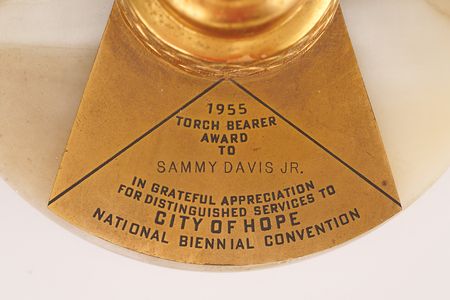 1955
TORCH BEARER
AWARD
TO
SAMMY DAVIS JR.
IN GRATEFUL APPRECIATION
FOR DISTINGUISHED SERVICES TO
CITY OF HOPE
NATIONAL BIENNIAL CONVENTION